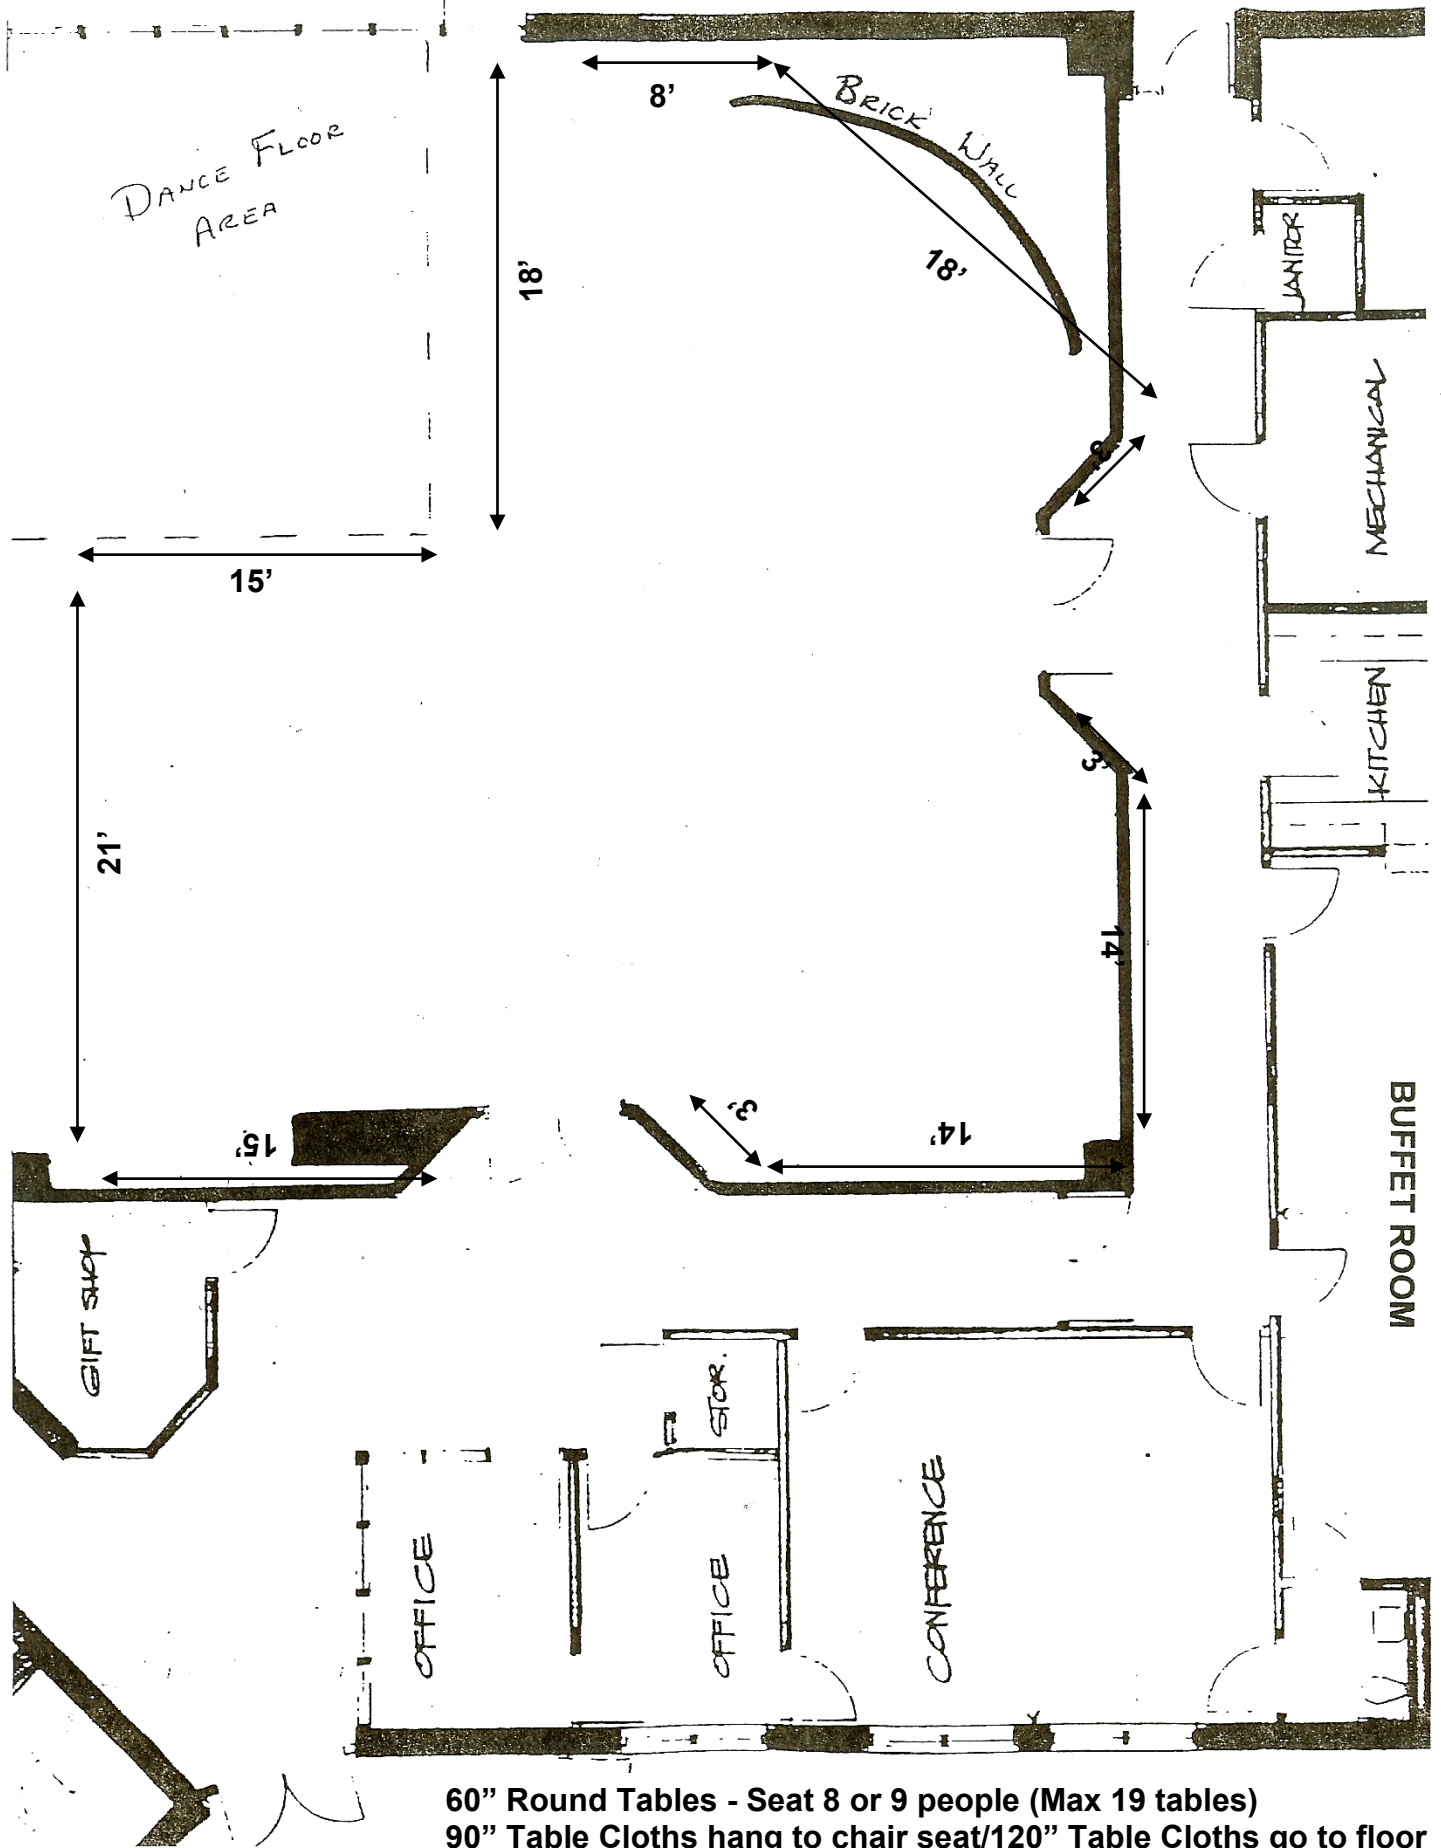 8’
BRICK WALL
DANCE FLOOR
AREA
18’
18’
JANITOR
MECHANICAL
3’
15’
KITCHEN
3’
21’
14’
3’
14’
15’
BUFFET ROOM
GIFT SHOP
STOR.
OFFICE
OFFICE
CONFERENCE
60” Round Tables - Seat 8 or 9 people (Max 19 tables)
90” Table Cloths hang to chair seat/120” Table Cloths go to floor